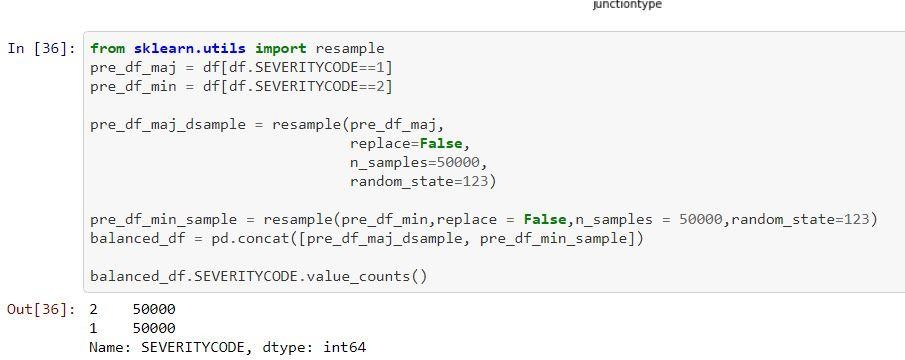 junctiontype
In [36]: from sklearn.utils import resample
pre_df_maj = df[df.SEVERITYCODE==1]
pre_df_min = df[df.SEVERITYCODE==2]
pre_df_maj_dsample = resample(pre_df_maj,
replace=False,
n_samples=50000,
random_state=123)
pre_df_min_sample = resample(pre_df_min,replace = False,n_samples = 50000,random_state=123)
balanced_df = pd.concat([pre_df_maj_dsample, pre_df_min_sample])
balanced_df.SEVERITYCODE.value_counts()
Out[36]: 2    50000
1    50000
Name: SEVERITYCODE, dtype: int64